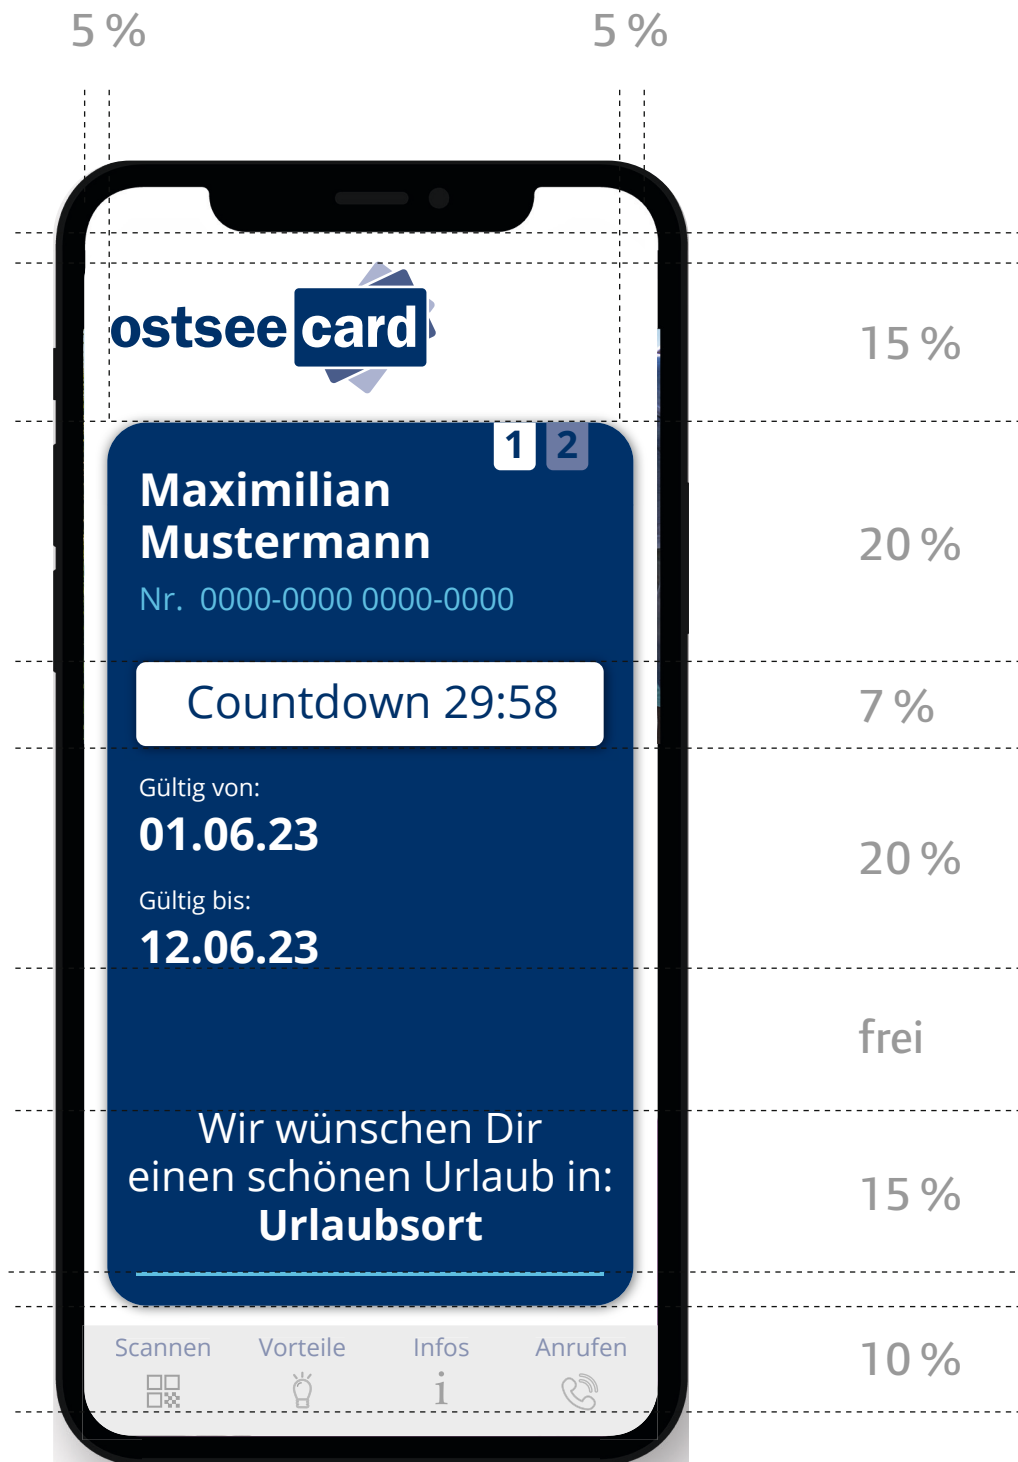 5 % 5 %
ostsee card
15 %
1 2
Maximilian
Mustermann
20 %
Nr. 0000-0000 0000-0000
Countdown 29:58
7 %
Gültig von:
01.06.23
20 %
Gültig bis:
12.06.23
frei
Wir wünschen Dir
einen schönen Urlaub in:
15 %
Urlaubsort
Scannen Vorteile Infos Anrufen
10 %